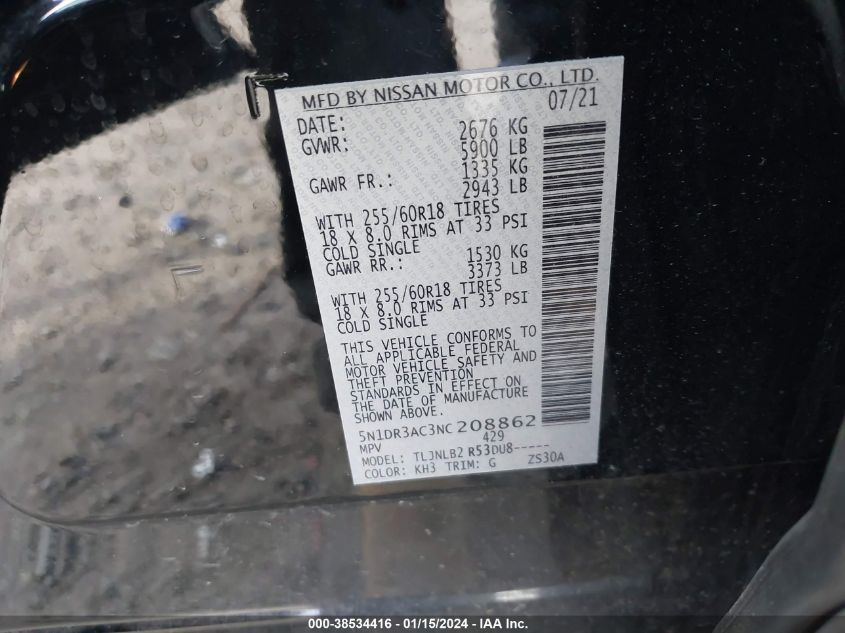 MFD BY NISSAN MOTOR CO., LTD.
DATE: 07/21
GVWR: 2676 KG
5900 LB
GAWR FR.: 1335 KG
2943 LB
WITH 255/60R18 TIRES
18 X 8.0 RIMS AT 33 PSI
COLD SINGLE
GAWR RR.: 1530 KG
3373 LB
WITH 255/60R18 TIRES
18 X 8.0 RIMS AT 33 PSI
COLD SINGLE
THIS VEHICLE CONFORMS TO
ALL APPLICABLE FEDERAL
MOTOR VEHICLE SAFETY AND
THEFT PREVENTION
STANDARDS IN EFFECT ON
THE DATE OF MANUFACTURE
SHOWN ABOVE.
5N1DR3AC3NC208862
MPV 429
MODEL: TLJNLB2 R53DU8-----
COLOR: KH3 TRIM: G ZS30A
000-38534416 - 01/15/2024 - IAAI.com